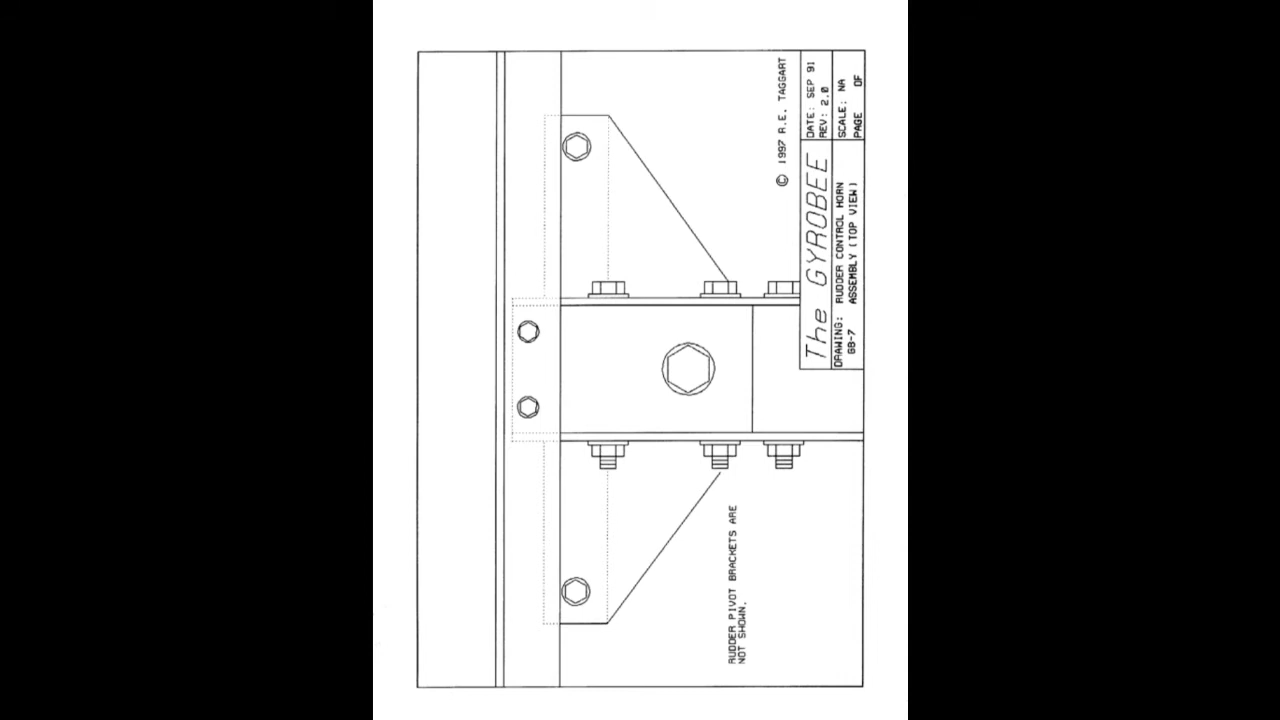 © 1997 R.E. TAGGART
The GYROBEE
DATE: SEP 91
REV: 2.0
DRAWING: RUDDER CONTROL HORN
GB-7 ASSEMBLY (TOP VIEW)
SCALE: NA
PAGE OF
RUDDER PIVOT BRACKETS ARE
NOT SHOWN.